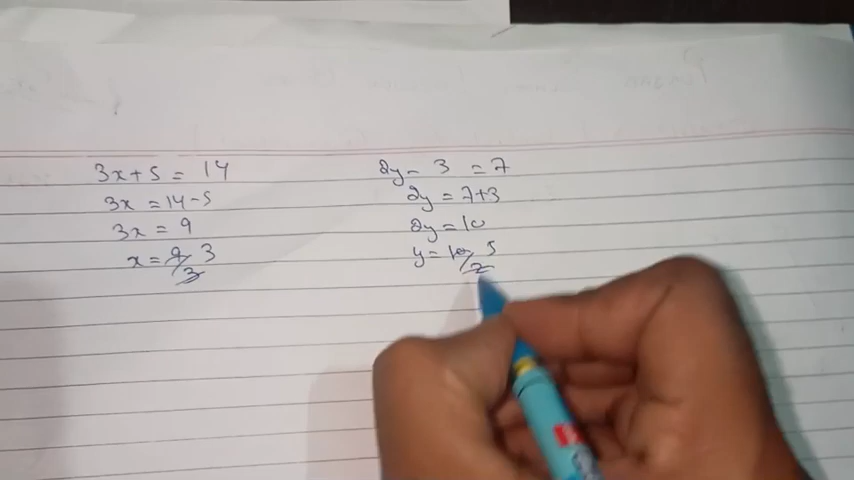 3x+5 = 14
3x = 14-5
3x = 9
x = 9/3 3
2y - 3 = 7
2y = 7+3
2y = 10
y = 10/2 5